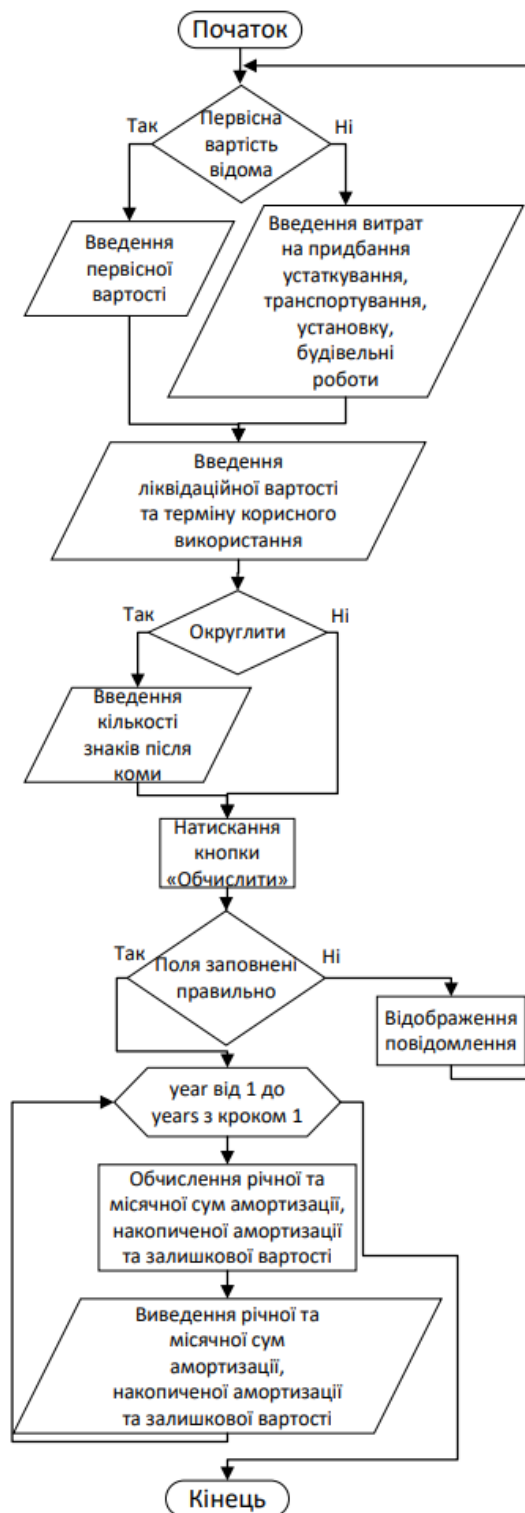 Початок
Так
Первісна
вартість
відома
Ні
Введення
первісної
вартості
Введення витрат
на придбання
устаткування,
транспортування,
установку,
будівельні
роботи
Введення
ліквідаційної вартості
та терміну корисного
використання
Так
Округлити
Ні
Введення
кількості
знаків після
коми
Натискання
кнопки
«Обчислити»
Так
Поля заповнені
правильно
Ні
Відображення
повідомлення
year від 1 до
years з кроком 1
Обчислення річної та
місячної сум амортизації,
накопиченої амортизації
та залишкової вартості
Виведення річної та
місячної сум
амортизації,
накопиченої амортизації
та залишкової вартості
Кінець